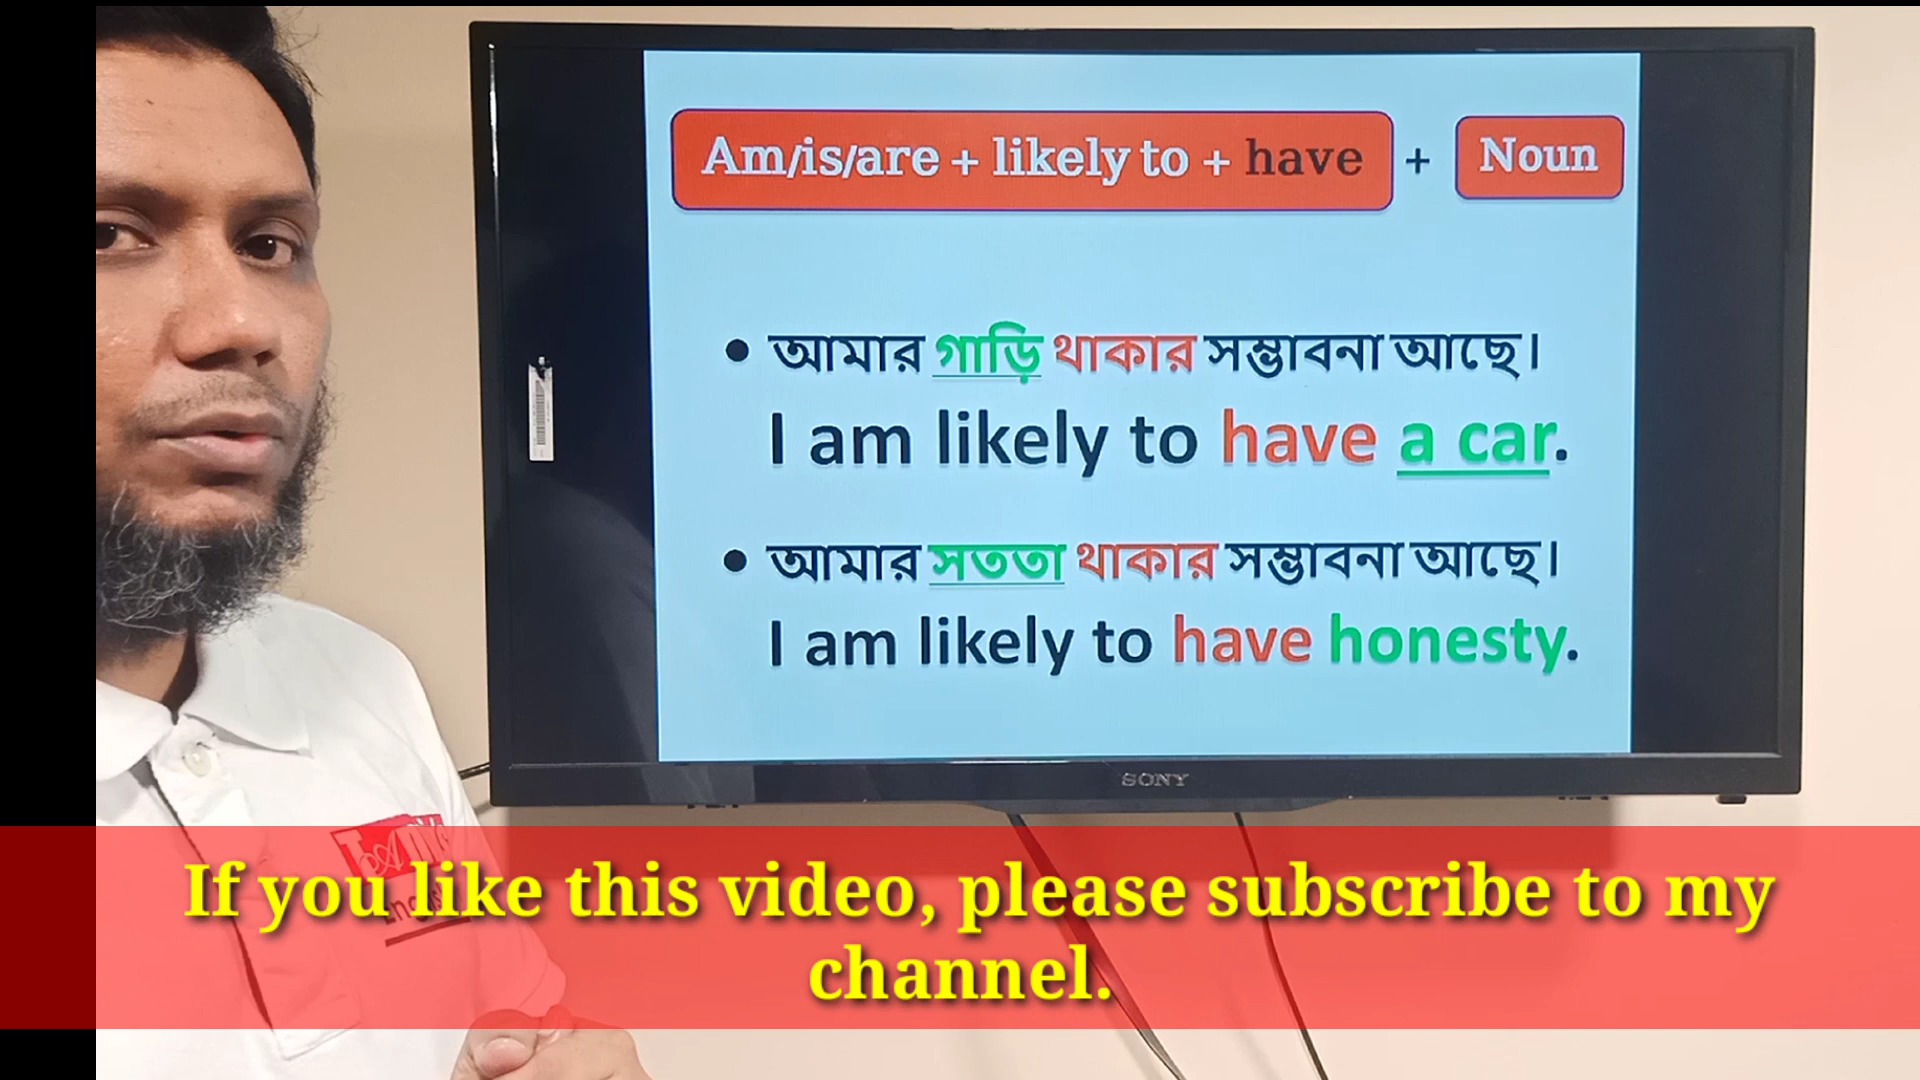 Am/is/are + likely to + have + Noun
• আমার গাড়ি থাকার সম্ভাবনা আছে।
I am likely to have a car.
• আমার সততা থাকার সম্ভাবনা আছে।
I am likely to have honesty.
SONY
If you like this video, please subscribe to my
channel.